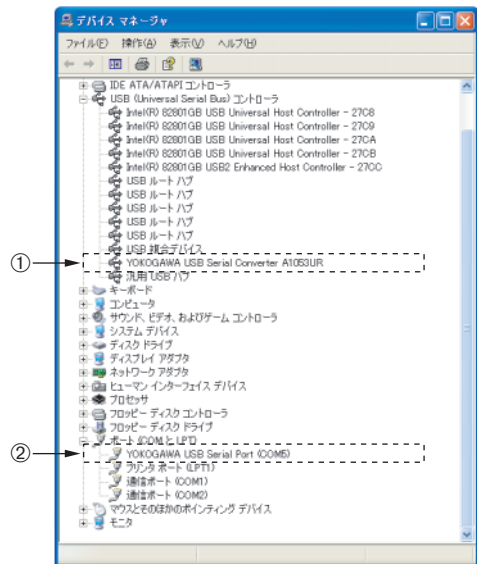 デバイス マネージャ
ファイル(F) 操作(A) 表示(V) ヘルプ(H)
IDE ATA/ATAPI コントローラ
USB (Universal Serial Bus) コントローラ
Intel(R) 82801GB USB Universal Host Controller - 27C8
Intel(R) 82801GB USB Universal Host Controller - 27C9
Intel(R) 82801GB USB Universal Host Controller - 27CA
Intel(R) 82801GB USB Universal Host Controller - 27CB
Intel(R) 82801GB USB2 Enhanced Host Controller - 27CC
USB ルート ハブ
USB ルート ハブ
USB ルート ハブ
USB ルート ハブ
USB ルート ハブ
USB 複合デバイス
① YOKOGAWA USB Serial Converter A1053UR
汎用 USB ハブ
キーボード
コンピュータ
サウンド、ビデオ、およびゲーム コントローラ
システム デバイス
ディスク ドライブ
ディスプレイ アダプタ
ネットワーク アダプタ
ヒューマン インターフェイス デバイス
プロセッサ
フロッピー ディスク コントローラ
フロッピー ディスク ドライブ
ポート (COM と LPT)
② YOKOGAWA USB Serial Port (COM5)
プリンタ ポート (LPT1)
通信ポート (COM1)
通信ポート (COM2)
マウスとそのほかのポインティング デバイス
モニタ